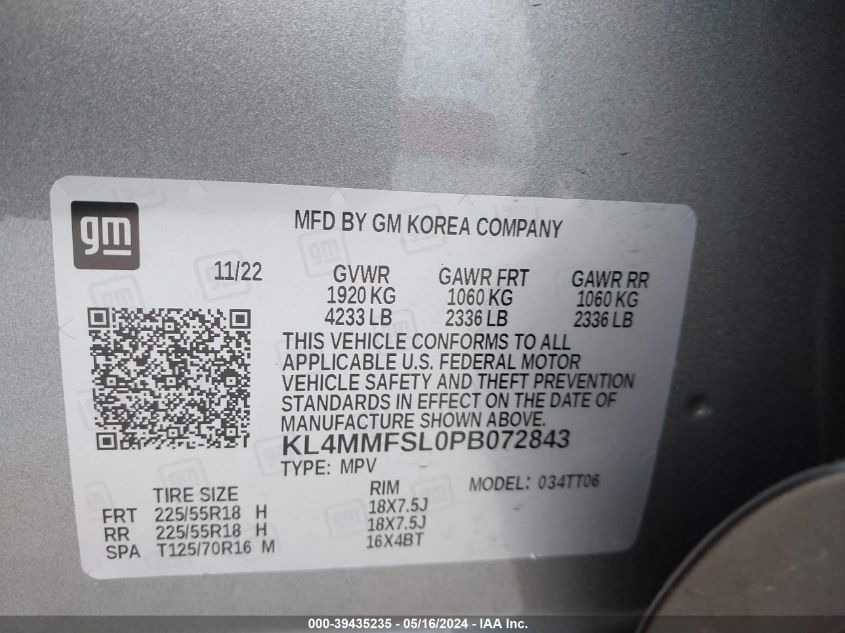 gm
MFD BY GM KOREA COMPANY
11/22
GVWR GAWR FRT GAWR RR
1920 KG 1060 KG 1060 KG
4233 LB 2336 LB 2336 LB
THIS VEHICLE CONFORMS TO ALL
APPLICABLE U.S. FEDERAL MOTOR
VEHICLE SAFETY AND THEFT PREVENTION
STANDARDS IN EFFECT ON THE DATE OF
MANUFACTURE SHOWN ABOVE.
KL4MMFSL0PB072843
TYPE: MPV MODEL: 034TT06
TIRE SIZE RIM
FRT 225/55R18 H 18X7.5J
RR 225/55R18 H 18X7.5J
SPA T125/70R16 M 16X4BT
000-39435235 - 05/16/2024 - IAA Inc.